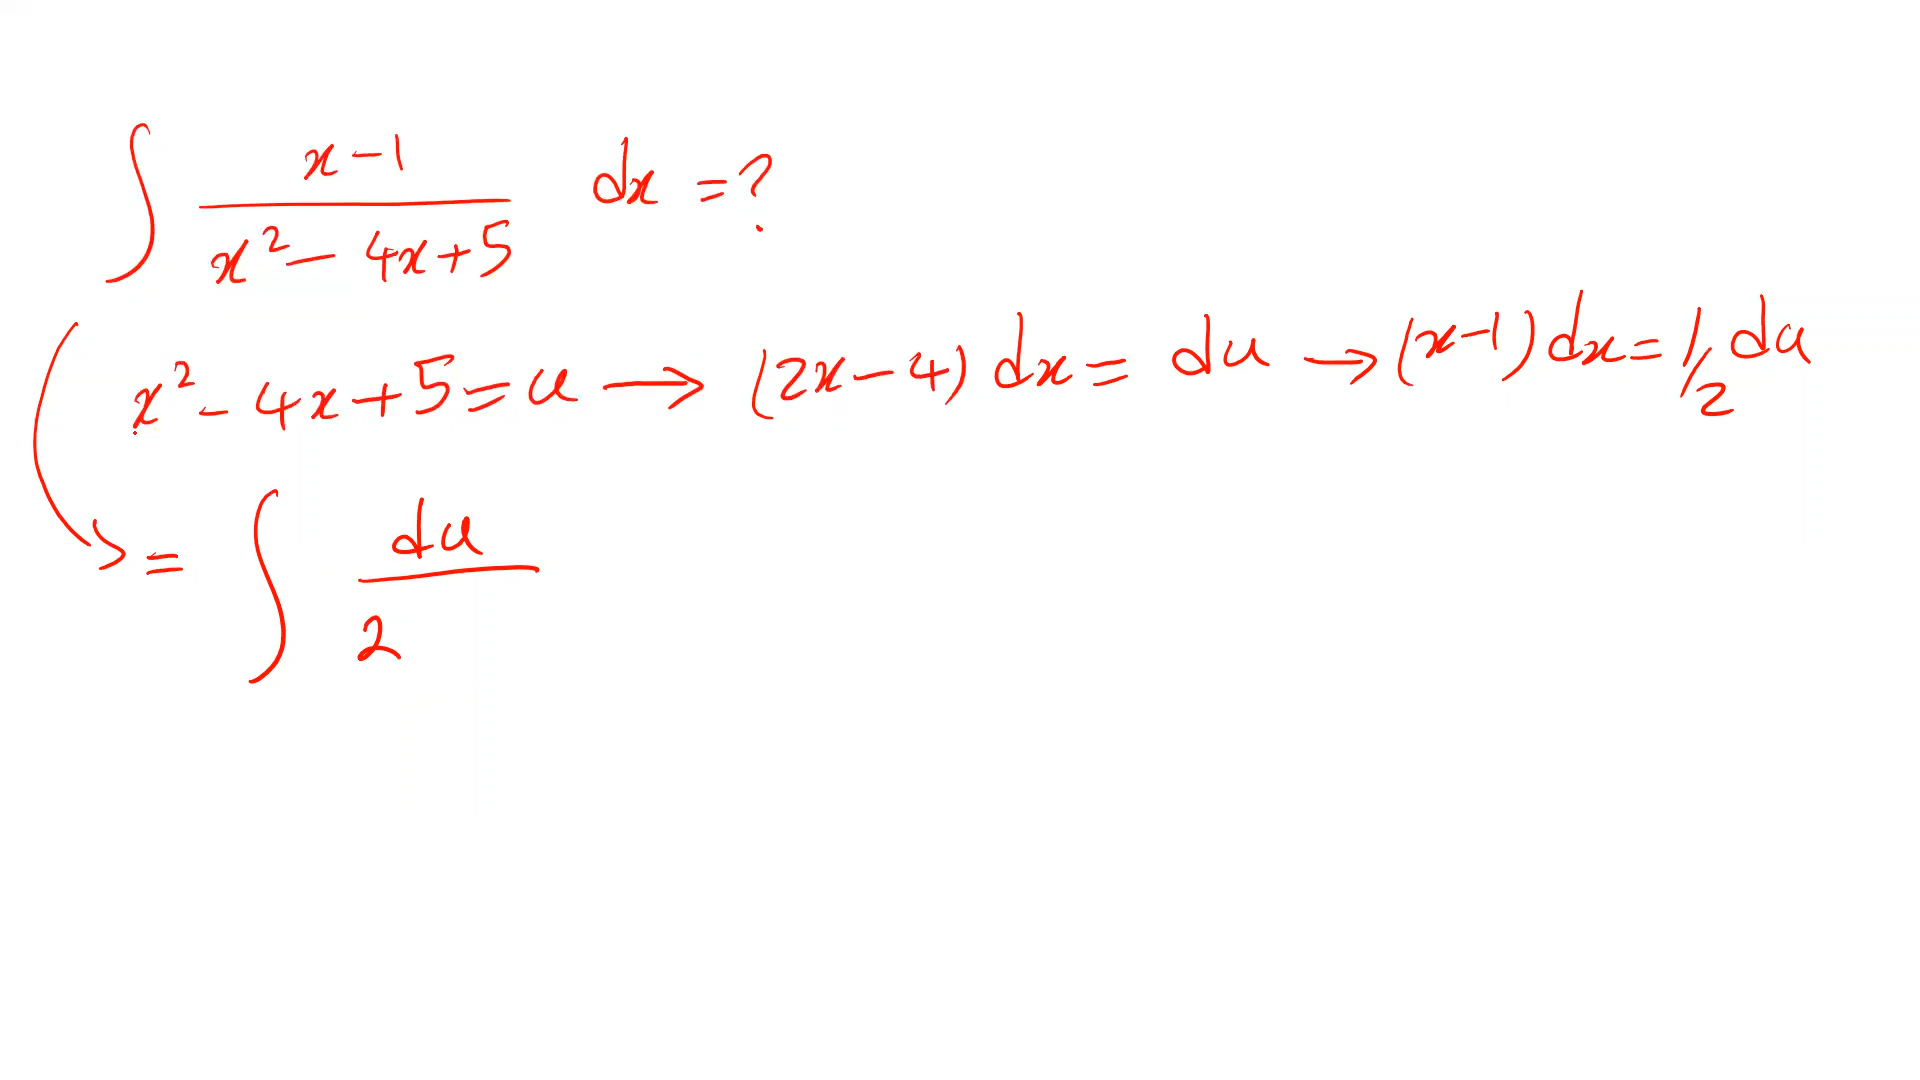 ∫ (x-1)/(x²-4x+5) dx = ?
x²-4x+5=u → (2x-4)dx = du → (x-1)dx = 1/2 du
= ∫ du/2